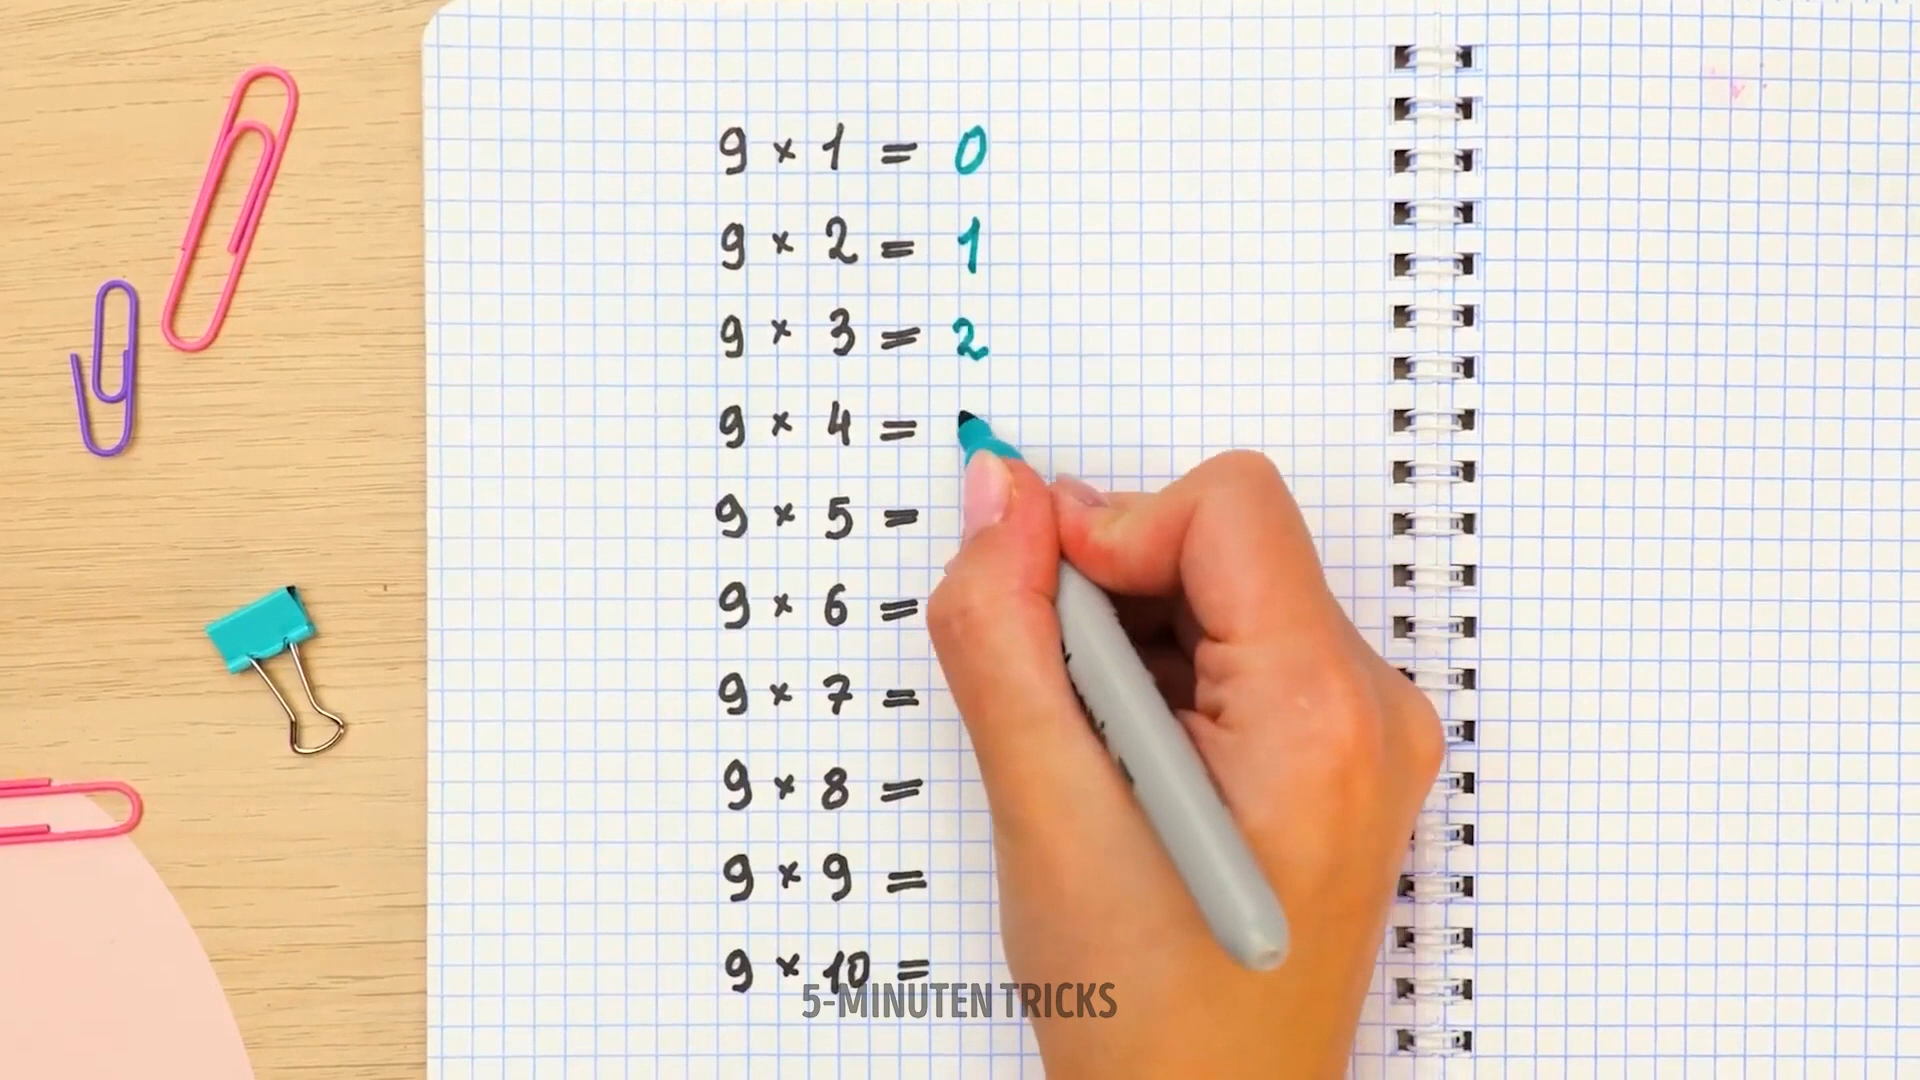 9 × 1 = 0
9 × 2 = 1
9 × 3 = 2
9 × 4 =
9 × 5 =
9 × 6 =
9 × 7 =
9 × 8 =
9 × 9 =
9 × 10 =
5-MINUTEN TRICKS